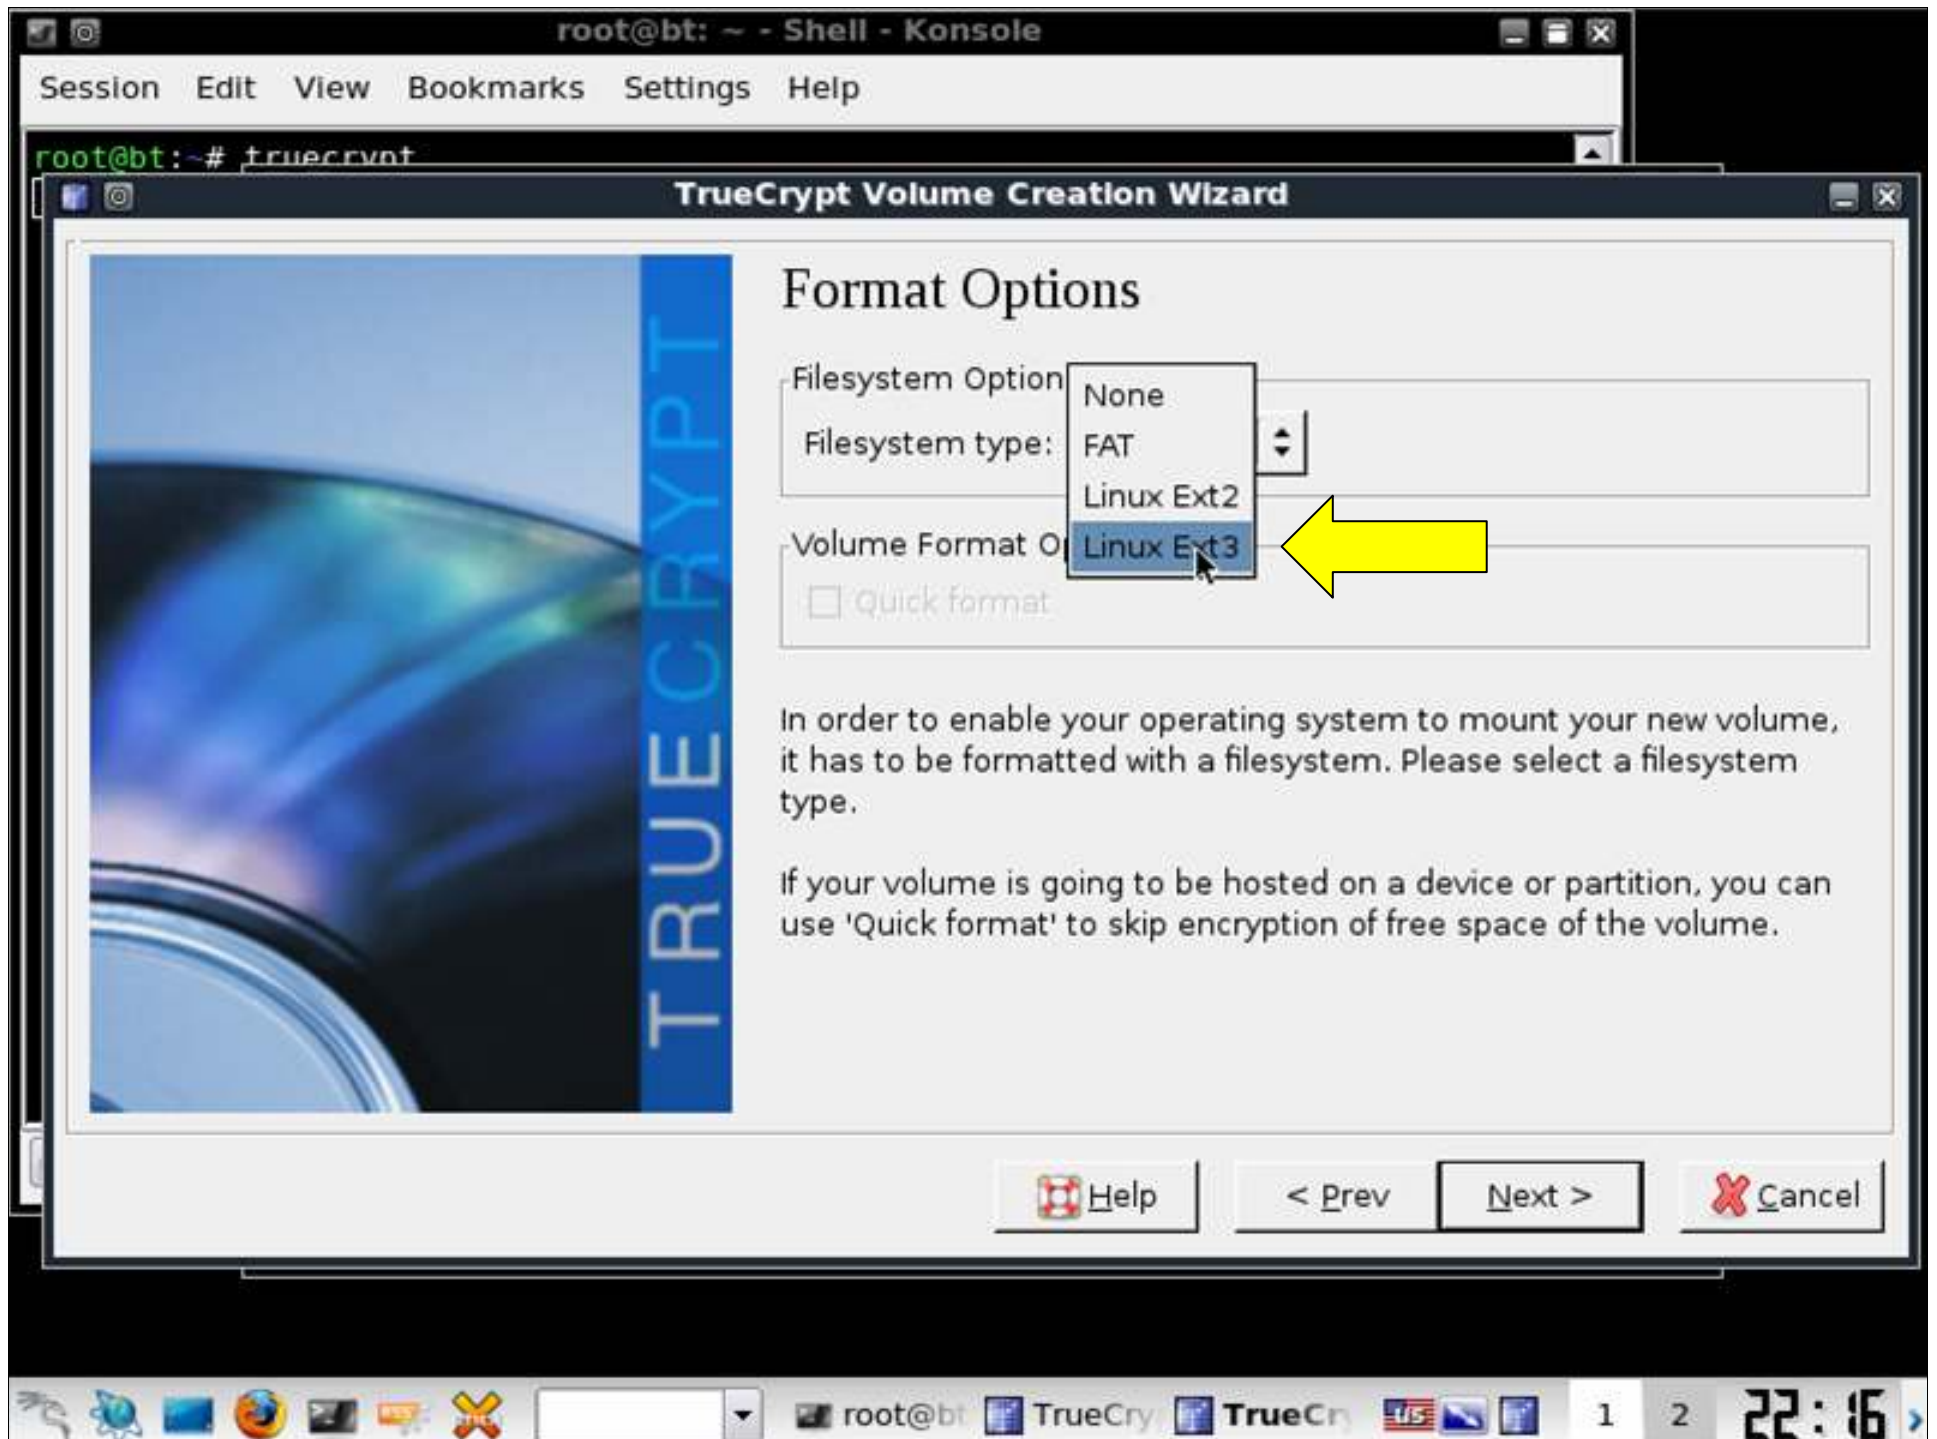 root@bt: ~ - Shell - Konsole
Session Edit View Bookmarks Settings Help
root@bt:~# truecrypt
TrueCrypt Volume Creation Wizard
TRUECRYPT
Format Options
Filesystem Option
None
Filesystem type:
FAT
Linux Ext2
Volume Format O
Linux Ext3
Quick format
In order to enable your operating system to mount your new volume,
it has to be formatted with a filesystem. Please select a filesystem
type.
If your volume is going to be hosted on a device or partition, you can
use 'Quick format' to skip encryption of free space of the volume.
Help < Prev Next > Cancel
root@bt TrueCry TrueCr us 1 2 22:16